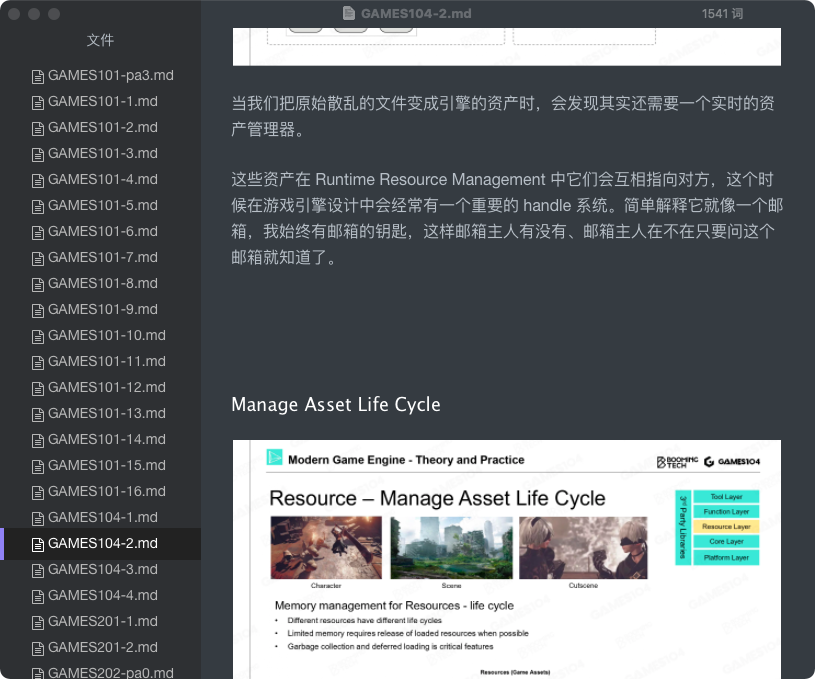 GAMES104-2.md
1541 词
文件
GAMES101-pa3.md
GAMES101-1.md
GAMES101-2.md
GAMES101-3.md
GAMES101-4.md
GAMES101-5.md
GAMES101-6.md
GAMES101-7.md
GAMES101-8.md
GAMES101-9.md
GAMES101-10.md
GAMES101-11.md
GAMES101-12.md
GAMES101-13.md
GAMES101-14.md
GAMES101-15.md
GAMES101-16.md
GAMES104-1.md
GAMES104-2.md
GAMES104-3.md
GAMES104-4.md
GAMES201-1.md
GAMES201-2.md
GAMES202-pa0.md
当我们把原始散乱的文件变成引擎的资产时，会发现其实还需要一个实时的资
产管理器。
这些资产在 Runtime Resource Management 中它们会互相指向对方，这个时
候在游戏引擎设计中会经常有一个重要的 handle 系统。简单解释它就像一个邮
箱，我始终有邮箱的钥匙，这样邮箱主人有没有、邮箱主人在不在只要问这个
邮箱就知道了。
Manage Asset Life Cycle
Modern Game Engine - Theory and Practice
BOOMING TECH
GAMES104
Resource – Manage Asset Life Cycle
3rd Party Libraries
Tool Layer
Function Layer
Resource Layer
Core Layer
Platform Layer
Character
Scene
Cutscene
Memory management for Resources - life cycle
• Different resources have different life cycles
• Limited memory requires release of loaded resources when possible
• Garbage collection and deferred loading is critical features
Resources (Game Assets)